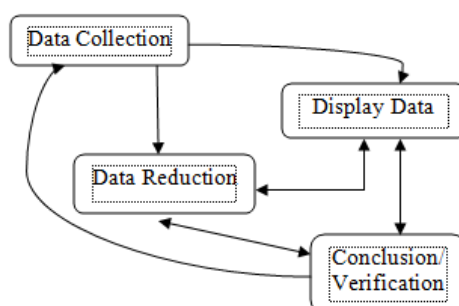 Data Collection
Display Data
Data Reduction
Conclusion/
Verification